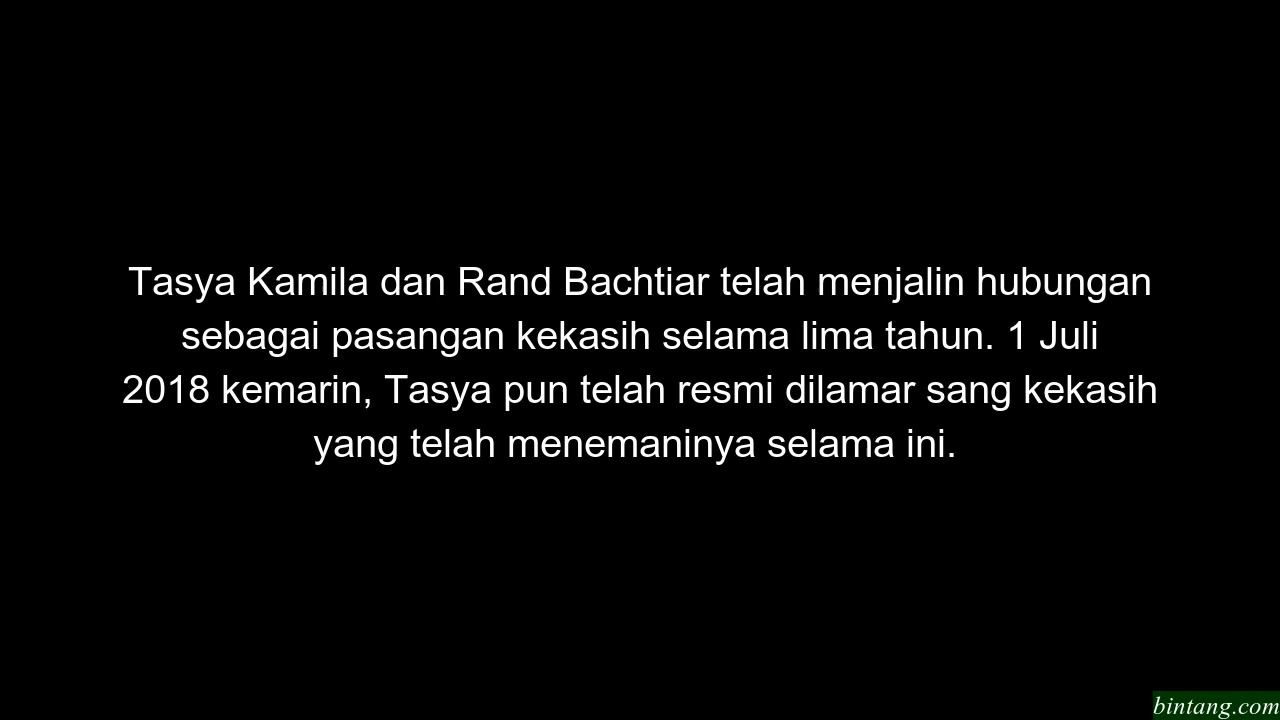 Tasya Kamila dan Rand Bachtiar telah menjalin hubungan
sebagai pasangan kekasih selama lima tahun. 1 Juli
2018 kemarin, Tasya pun telah resmi dilamar sang kekasih
yang telah menemaninya selama ini.
bintang.com